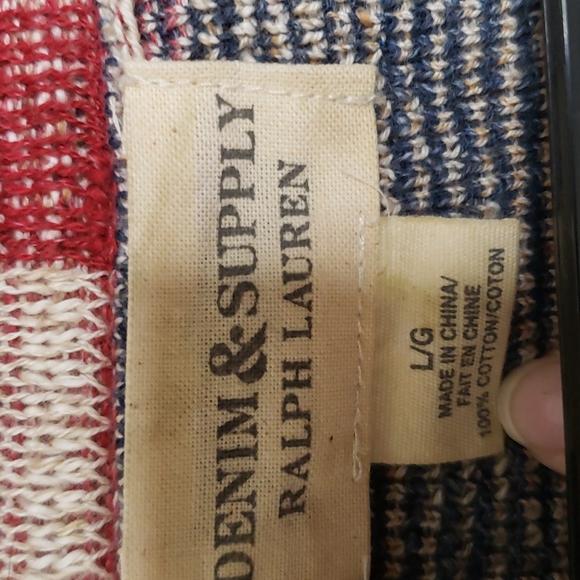 DENIM & SUPPLY
RALPH LAUREN
L/G
MADE IN CHINA/
FAIT EN CHINE
100% COTTON/COTON